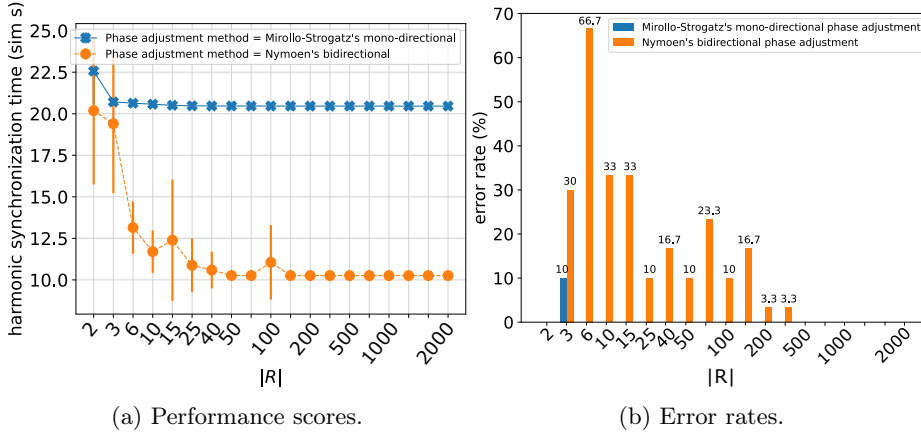 harmonic synchronization time (sim s)
25.0
22.5
20.0
17.5
15.0
12.5
10.0
Phase adjustment method = Mirollo-Strogatz's mono-directional
Phase adjustment method = Nymoen's bidirectional
2 3 6 10 15 25 40 50 100 200 500 1000 2000
|R|
(a) Performance scores.
error rate (%)
70
60
50
40
30
20
10
0
Mirollo-Strogatz's mono-directional phase adjustment
Nymoen's bidirectional phase adjustment
10 30 66.7 33 33 10 16.7 10 23.3 10 16.7 3.3 3.3
2 3 6 10 15 25 40 50 100 200 500 1000 2000
|R|
(b) Error rates.